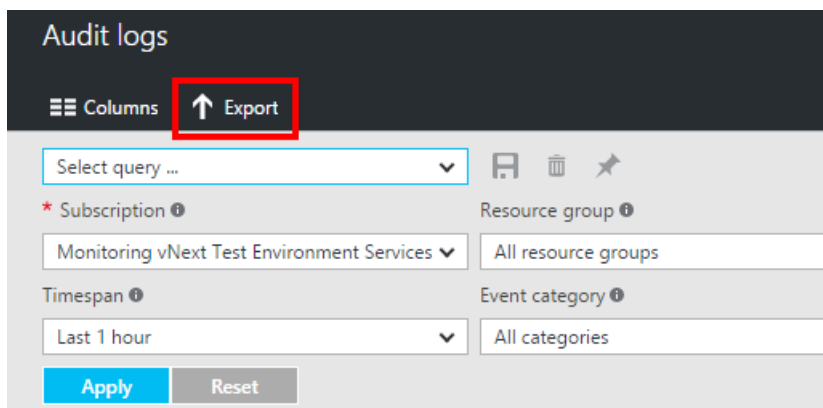 Audit logs
Columns Export
Select query ...
* Subscription Resource group
Monitoring vNext Test Environment Services All resource groups
Timespan Event category
Last 1 hour All categories
Apply Reset